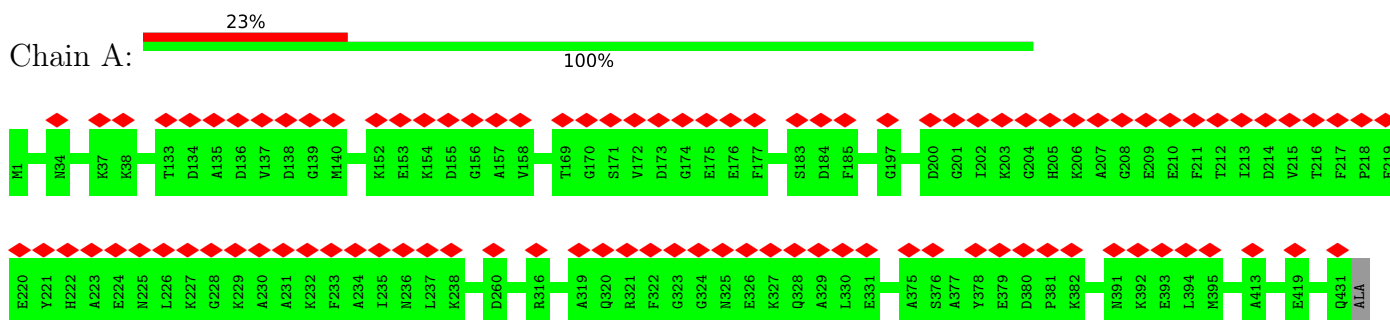 23%
Chain A:
100%
M1 N34 K37 K38 T133 D134 A135 D136 V137 D138 G139 M140 K152 E153 K154 D155 G156 A157 V158 T169 G170 S171 V172 D173 G174 E175 E176 F177 S183 D184 F185 G197 D200 G201 I202 K203 G204 H205 K206 A207 G208 E209 E210 F211 T212 I213 D214 V215 T216 F217 P218 E219
E220 Y221 H222 A223 E224 N225 L226 K227 G228 K229 A230 A231 K232 F233 A234 I235 N236 L237 K238 D260 R316 A319 Q320 R321 F322 G323 G324 N325 E326 K327 Q328 A329 L330 E331 A375 S376 A377 Y378 E379 D380 P381 K382 N391 K392 E393 L394 M395 A413 E419 Q431 ALA